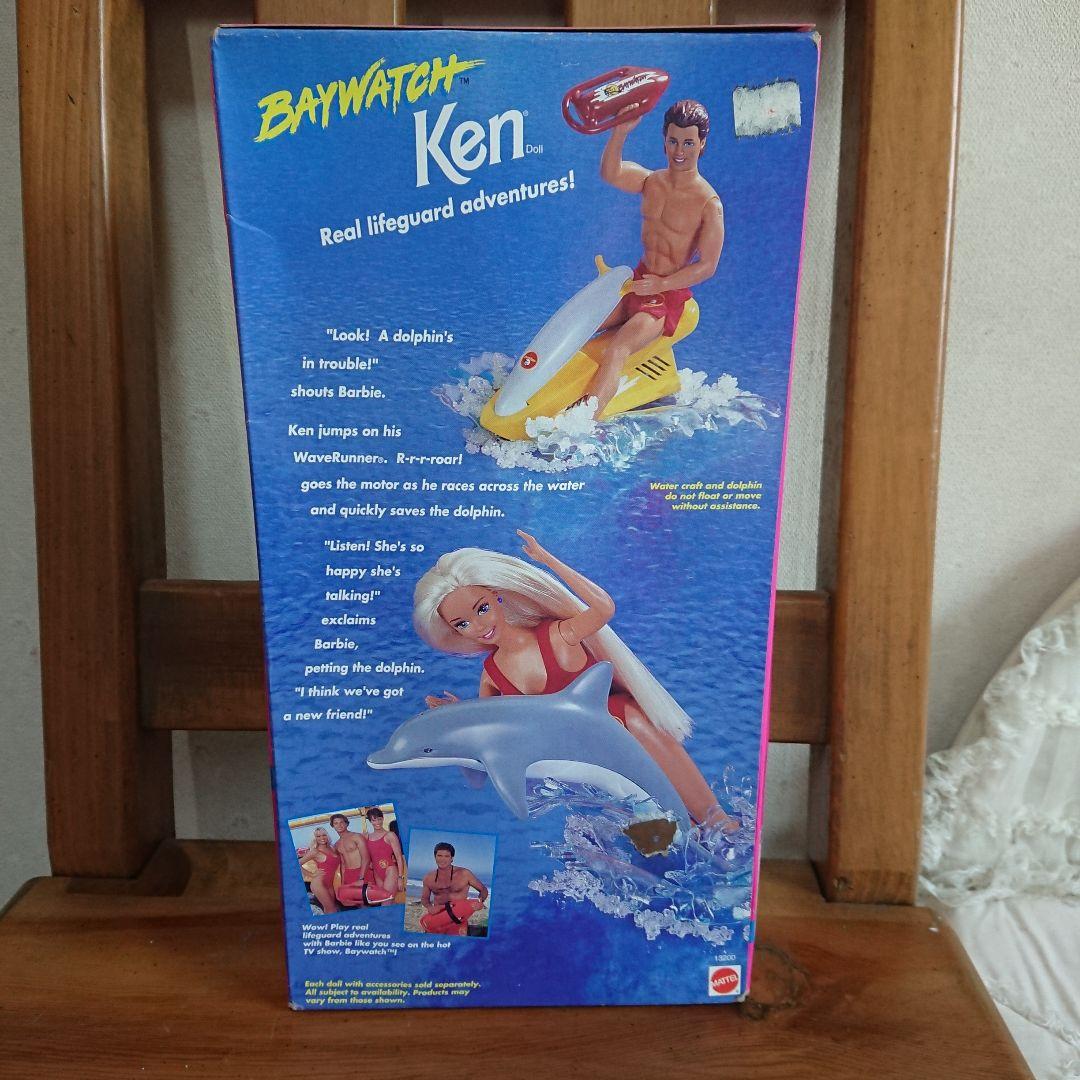 BAYWATCH™
Ken®
Doll
Real lifeguard adventures!
"Look! A dolphin's
in trouble!"
shouts Barbie.
Ken jumps on his
WaveRunner®. R-r-r-roar!
goes the motor as he races across the water
and quickly saves the dolphin.
Water craft and dolphin
do not float or move
without assistance.
"Listen! She's so
happy she's
talking!"
exclaims
Barbie,
petting the dolphin.
"I think we've got
a new friend!"
Wow! Play real
lifeguard adventures
with Barbie like you see on the hot
TV show, Baywatch™!
Each doll with accessories sold separately.
All subject to availability. Products may
vary from those shown.
13200
MATTEL